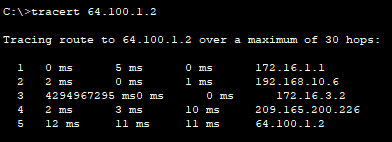 C:\>tracert 64.100.1.2
Tracing route to 64.100.1.2 over a maximum of 30 hops:
1 0 ms 5 ms 0 ms 172.16.1.1
2 2 ms 0 ms 1 ms 192.168.10.6
3 4294967295 ms0 ms 0 ms 172.16.3.2
4 2 ms 3 ms 10 ms 209.165.200.226
5 12 ms 11 ms 11 ms 64.100.1.2